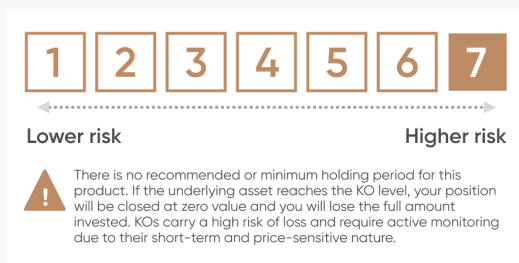 1 2 3 4 5 6 7
Lower risk Higher risk
!
There is no recommended or minimum holding period for this
product. If the underlying asset reaches the KO level, your position
will be closed at zero value and you will lose the full amount
invested. KOs carry a high risk of loss and require active monitoring
due to their short-term and price-sensitive nature.